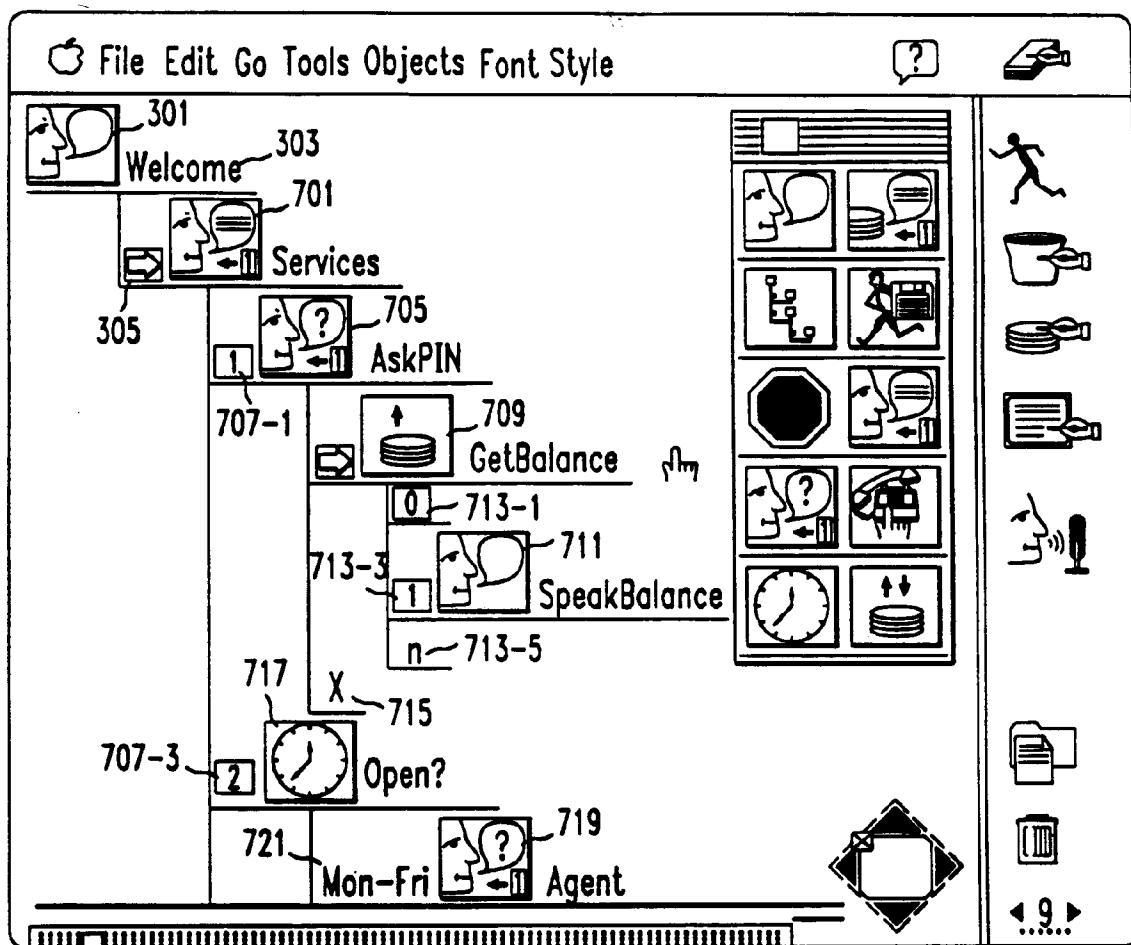 File Edit Go Tools Objects Font Style ?
301
Welcome 303
701
Services
305
? 705
1 AskPIN
707-1
709
GetBalance
0 713-1
711
713-3
1 SpeakBalance
n 713-5
717 X
715
707-3
2 Open?
? 719
721
Mon-Fri Agent
?
9